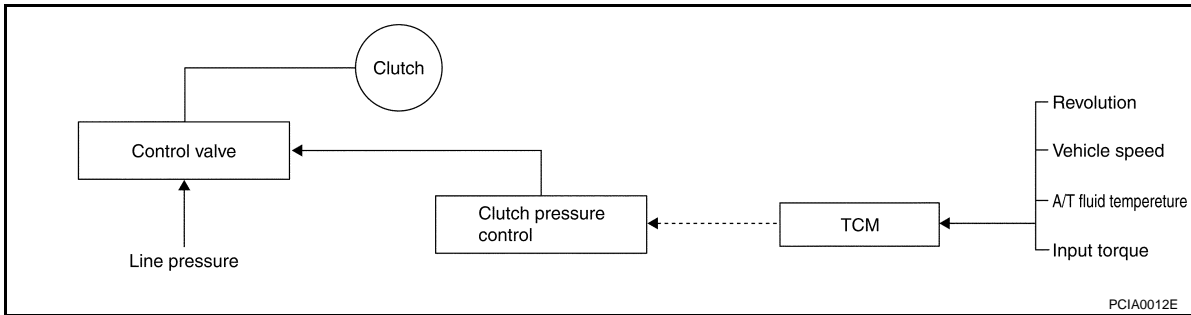 Clutch
Control valve
Line pressure
Clutch pressure
control
TCM
Revolution
Vehicle speed
A/T fluid tempereture
Input torque
PCIA0012E